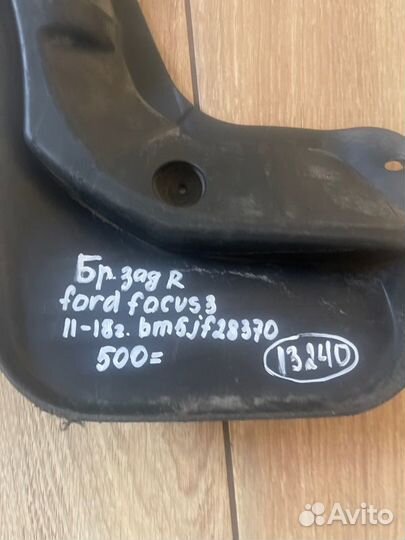 Бр. зад R
ford focus 3
11-18г. bm5jf28370
500=
13240
Avito